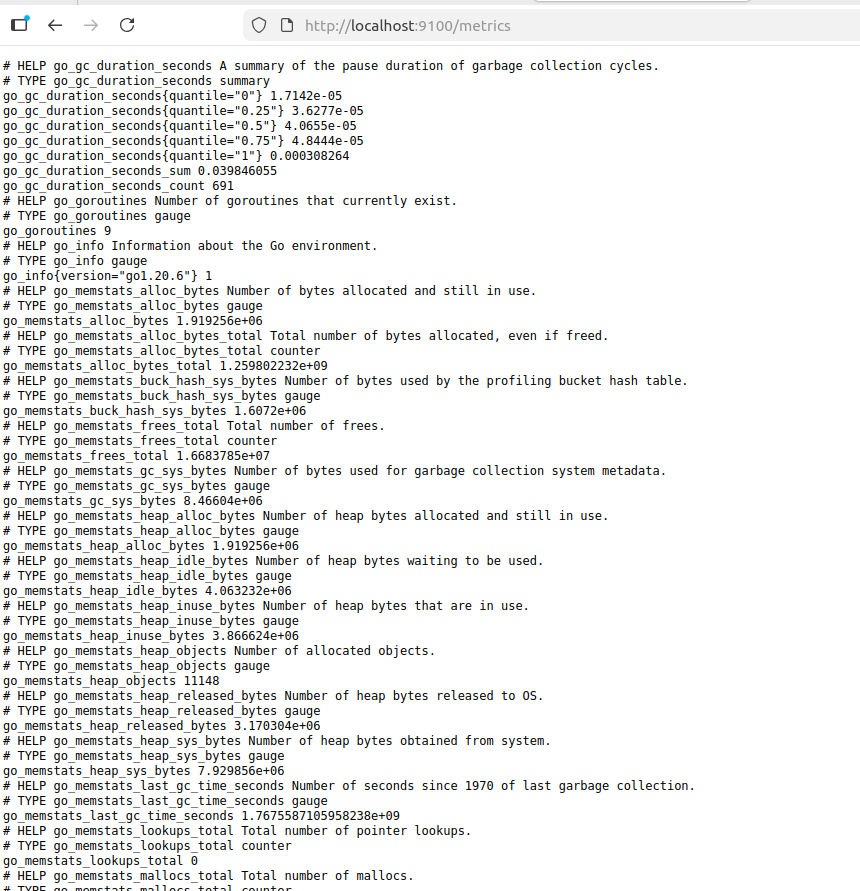 http://localhost:9100/metrics
# HELP go_gc_duration_seconds A summary of the pause duration of garbage collection cycles.
# TYPE go_gc_duration_seconds summary
go_gc_duration_seconds{quantile="0"} 1.7142e-05
go_gc_duration_seconds{quantile="0.25"} 3.6277e-05
go_gc_duration_seconds{quantile="0.5"} 4.0655e-05
go_gc_duration_seconds{quantile="0.75"} 4.8444e-05
go_gc_duration_seconds{quantile="1"} 0.000308264
go_gc_duration_seconds_sum 0.039846055
go_gc_duration_seconds_count 691
# HELP go_goroutines Number of goroutines that currently exist.
# TYPE go_goroutines gauge
go_goroutines 9
# HELP go_info Information about the Go environment.
# TYPE go_info gauge
go_info{version="go1.20.6"} 1
# HELP go_memstats_alloc_bytes Number of bytes allocated and still in use.
# TYPE go_memstats_alloc_bytes gauge
go_memstats_alloc_bytes 1.919256e+06
# HELP go_memstats_alloc_bytes_total Total number of bytes allocated, even if freed.
# TYPE go_memstats_alloc_bytes_total counter
go_memstats_alloc_bytes_total 1.259802232e+09
# HELP go_memstats_buck_hash_sys_bytes Number of bytes used by the profiling bucket hash table.
# TYPE go_memstats_buck_hash_sys_bytes gauge
go_memstats_buck_hash_sys_bytes 1.6072e+06
# HELP go_memstats_frees_total Total number of frees.
# TYPE go_memstats_frees_total counter
go_memstats_frees_total 1.6683785e+07
# HELP go_memstats_gc_sys_bytes Number of bytes used for garbage collection system metadata.
# TYPE go_memstats_gc_sys_bytes gauge
go_memstats_gc_sys_bytes 8.46604e+06
# HELP go_memstats_heap_alloc_bytes Number of heap bytes allocated and still in use.
# TYPE go_memstats_heap_alloc_bytes gauge
go_memstats_heap_alloc_bytes 1.919256e+06
# HELP go_memstats_heap_idle_bytes Number of heap bytes waiting to be used.
# TYPE go_memstats_heap_idle_bytes gauge
go_memstats_heap_idle_bytes 4.063232e+06
# HELP go_memstats_heap_inuse_bytes Number of heap bytes that are in use.
# TYPE go_memstats_heap_inuse_bytes gauge
go_memstats_heap_inuse_bytes 3.866624e+06
# HELP go_memstats_heap_objects Number of allocated objects.
# TYPE go_memstats_heap_objects gauge
go_memstats_heap_objects 11148
# HELP go_memstats_heap_released_bytes Number of heap bytes released to OS.
# TYPE go_memstats_heap_released_bytes gauge
go_memstats_heap_released_bytes 3.170304e+06
# HELP go_memstats_heap_sys_bytes Number of heap bytes obtained from system.
# TYPE go_memstats_heap_sys_bytes gauge
go_memstats_heap_sys_bytes 7.929856e+06
# HELP go_memstats_last_gc_time_seconds Number of seconds since 1970 of last garbage collection.
# TYPE go_memstats_last_gc_time_seconds gauge
go_memstats_last_gc_time_seconds 1.7675587105958238e+09
# HELP go_memstats_lookups_total Total number of pointer lookups.
# TYPE go_memstats_lookups_total counter
go_memstats_lookups_total 0
# HELP go_memstats_mallocs_total Total number of mallocs.
# TYPE go_memstats_mallocs_total counter